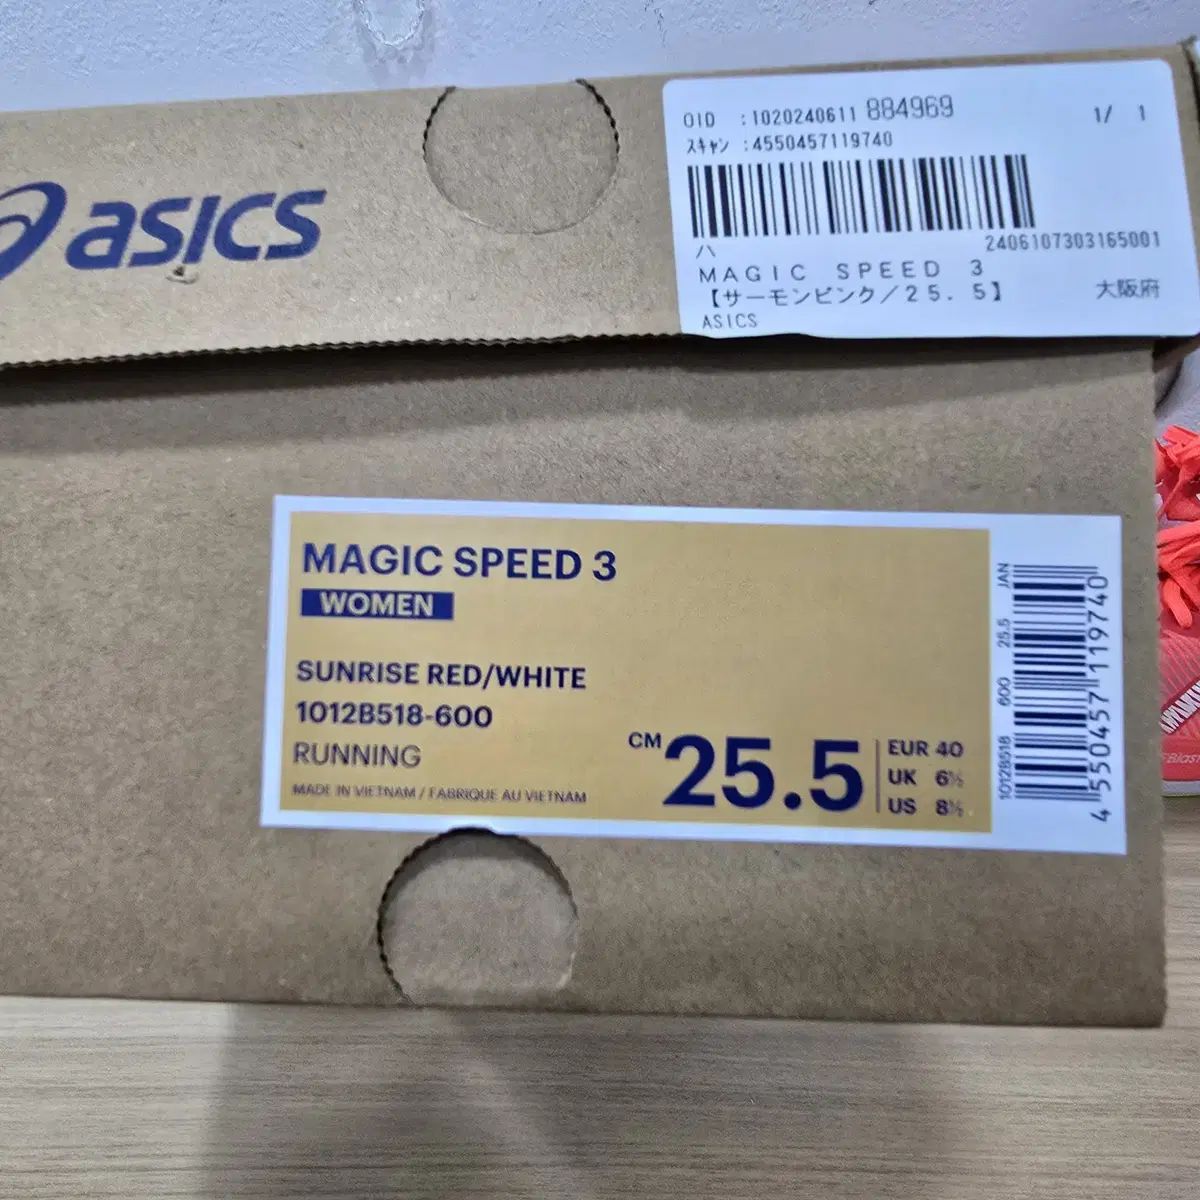 asics
OID :1020240611 884969 1/ 1
スキャン :4550457119740
ハ 2406107303165001
MAGIC SPEED 3
【サーモンピンク/25.5】 大阪府
ASICS
MAGIC SPEED 3
WOMEN
SUNRISE RED/WHITE
1012B518-600
RUNNING
MADE IN VIETNAM / FABRIQUE AU VIETNAM
CM 25.5
EUR 40
UK 6½
US 8½
1012B518 600 25.5 JAN
4 550457 119740